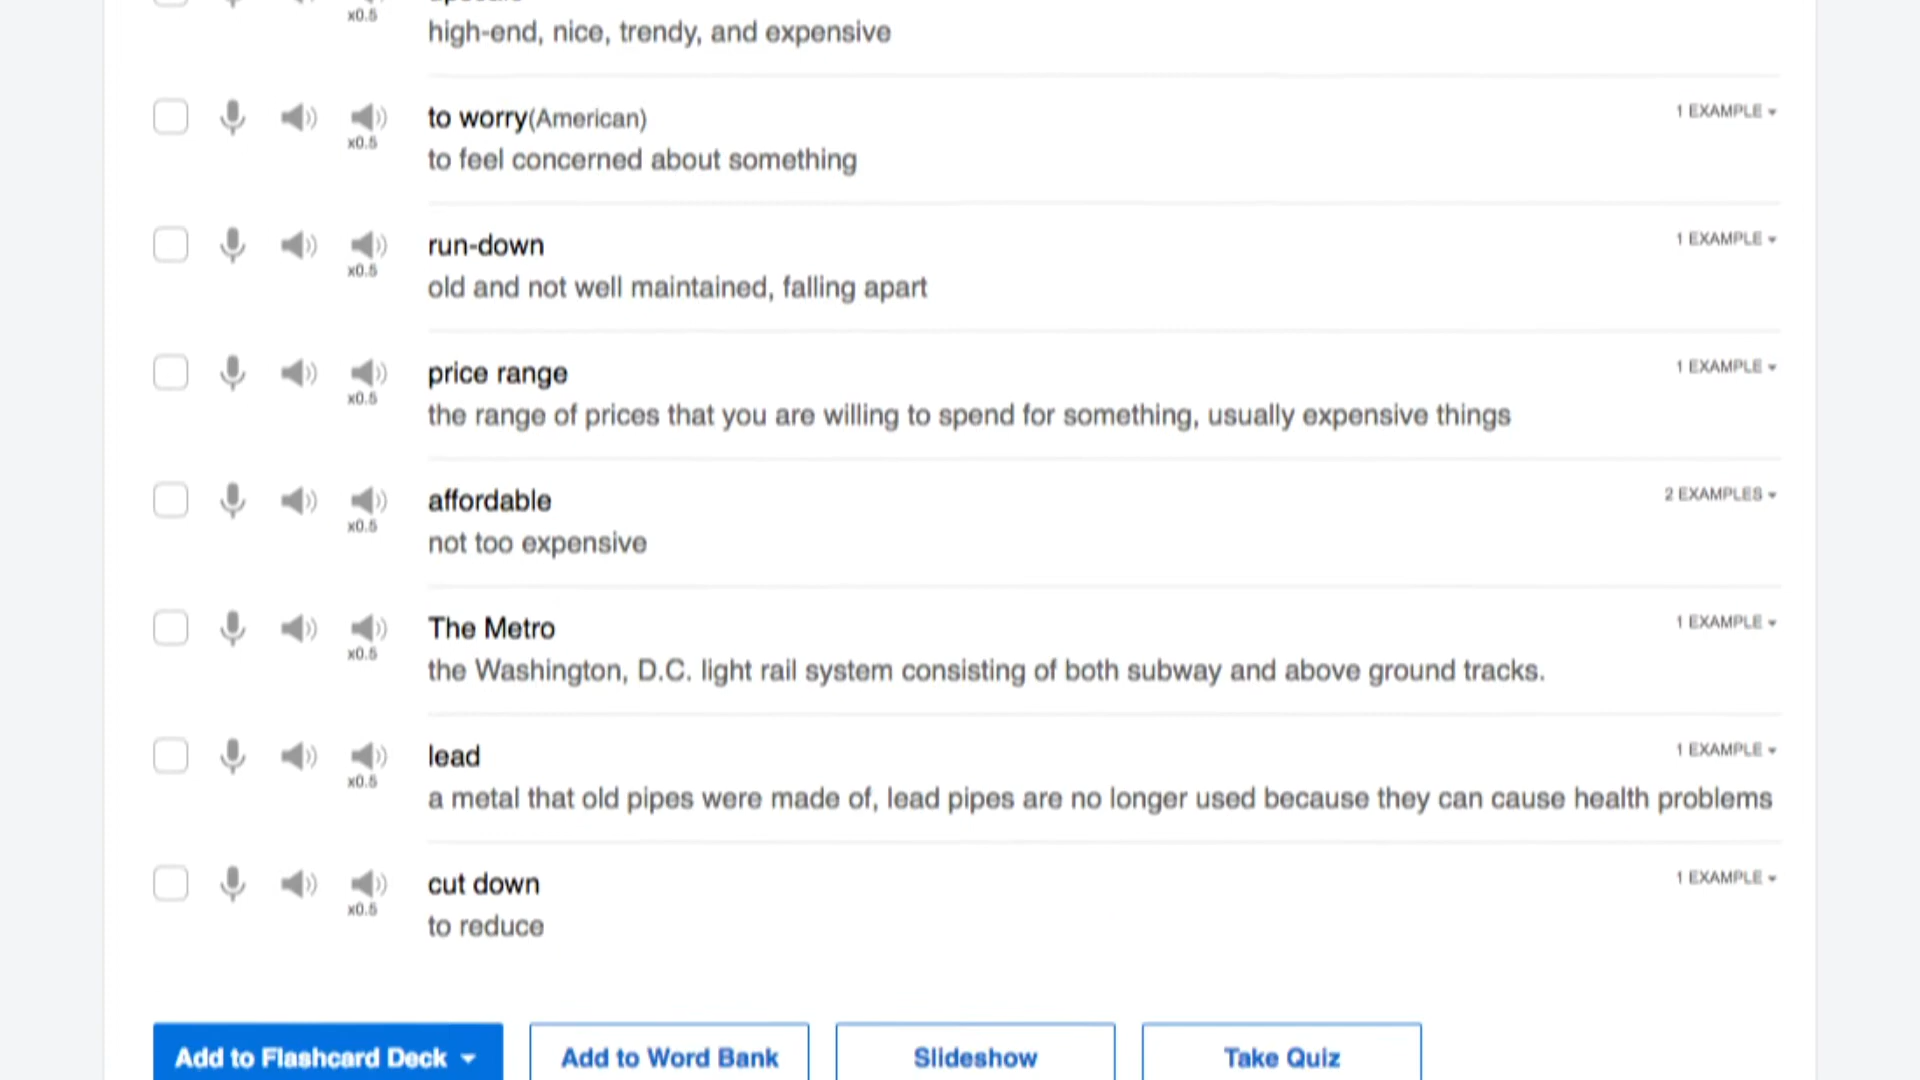 x0.5
high-end, nice, trendy, and expensive
to worry(American)
1 EXAMPLE
x0.5
to feel concerned about something
run-down
1 EXAMPLE
x0.5
old and not well maintained, falling apart
price range
1 EXAMPLE
x0.5
the range of prices that you are willing to spend for something, usually expensive things
affordable
2 EXAMPLES
x0.5
not too expensive
The Metro
1 EXAMPLE
x0.5
the Washington, D.C. light rail system consisting of both subway and above ground tracks.
lead
1 EXAMPLE
x0.5
a metal that old pipes were made of, lead pipes are no longer used because they can cause health problems
cut down
1 EXAMPLE
x0.5
to reduce
Add to Flashcard Deck
Add to Word Bank
Slideshow
Take Quiz